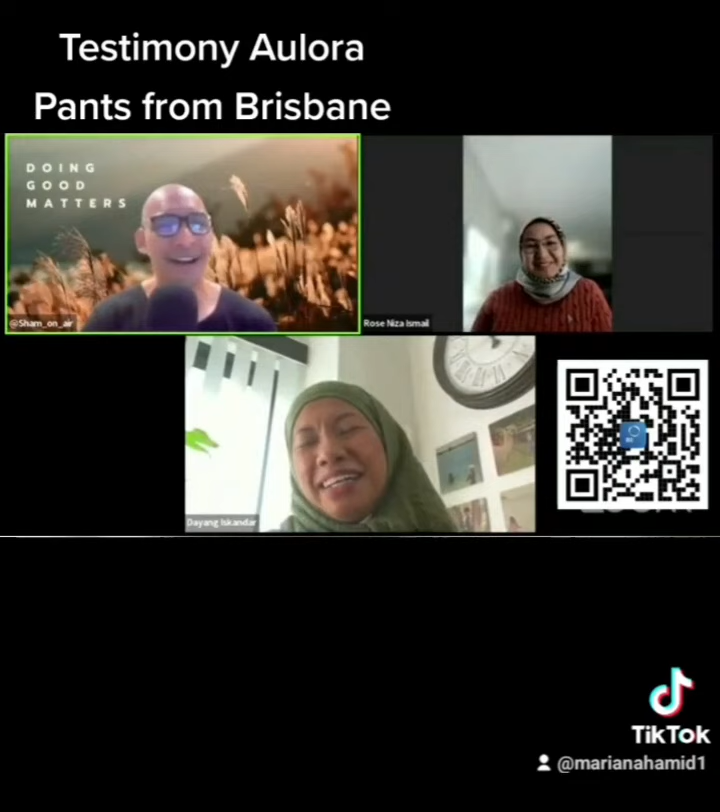 Testimony Aulora
Pants from Brisbane
DOING
GOOD
MATTERS
@Sham_on_air
Rose Niza Ismail
Dayang Iskandar
TikTok
@marianahamid1